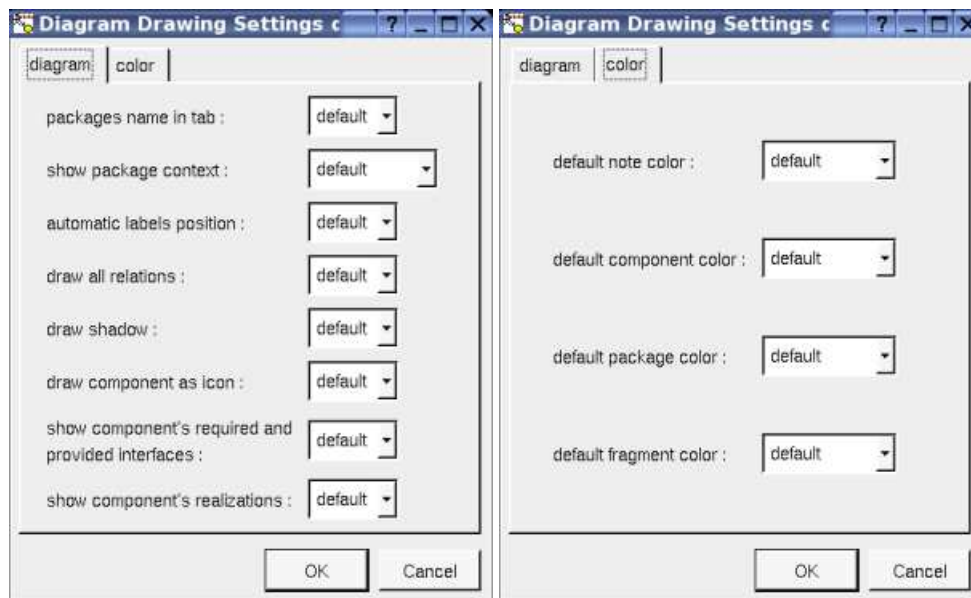 Diagram Drawing Settings c
diagram color
packages name in tab : default
show package context : default
automatic labels position : default
draw all relations : default
draw shadow : default
draw component as icon : default
show component's required and
provided interfaces : default
show component's realizations : default
OK Cancel
Diagram Drawing Settings c
diagram color
default note color : default
default component color : default
default package color : default
default fragment color : default
OK Cancel